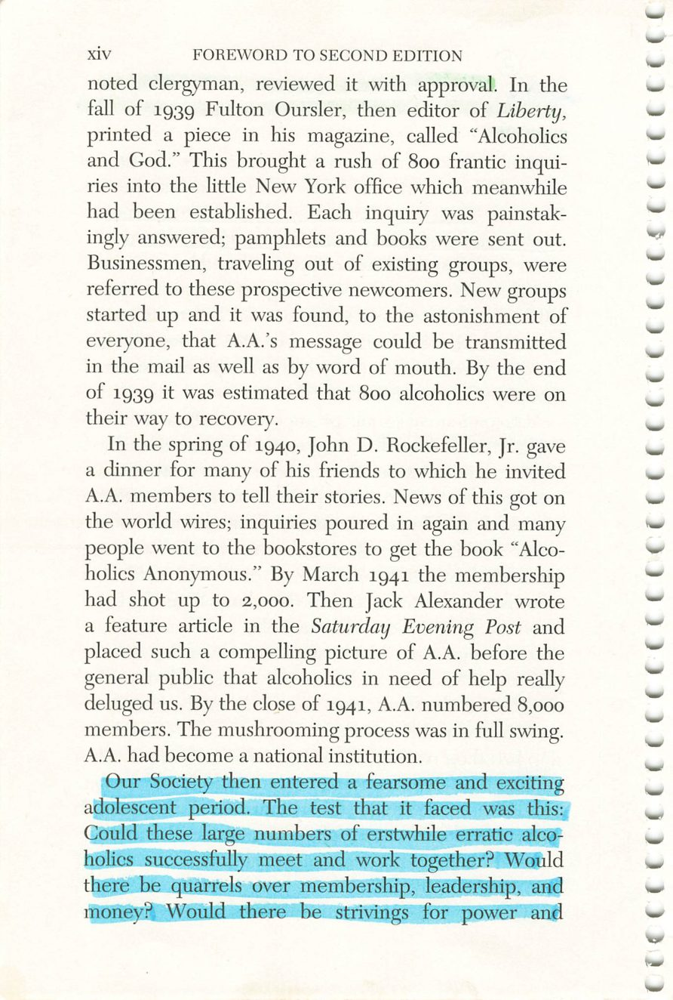 xiv FOREWORD TO SECOND EDITION
noted clergyman, reviewed it with approval. In the
fall of 1939 Fulton Oursler, then editor of Liberty,
printed a piece in his magazine, called “Alcoholics
and God.” This brought a rush of 800 frantic inqui-
ries into the little New York office which meanwhile
had been established. Each inquiry was painstak-
ingly answered; pamphlets and books were sent out.
Businessmen, traveling out of existing groups, were
referred to these prospective newcomers. New groups
started up and it was found, to the astonishment of
everyone, that A.A.’s message could be transmitted
in the mail as well as by word of mouth. By the end
of 1939 it was estimated that 800 alcoholics were on
their way to recovery.
In the spring of 1940, John D. Rockefeller, Jr. gave
a dinner for many of his friends to which he invited
A.A. members to tell their stories. News of this got on
the world wires; inquiries poured in again and many
people went to the bookstores to get the book “Alco-
holics Anonymous.” By March 1941 the membership
had shot up to 2,000. Then Jack Alexander wrote
a feature article in the Saturday Evening Post and
placed such a compelling picture of A.A. before the
general public that alcoholics in need of help really
deluged us. By the close of 1941, A.A. numbered 8,000
members. The mushrooming process was in full swing.
A.A. had become a national institution.
Our Society then entered a fearsome and exciting
adolescent period. The test that it faced was this:
Could these large numbers of erstwhile erratic alco-
holics successfully meet and work together? Would
there be quarrels over membership, leadership, and
money? Would there be strivings for power and